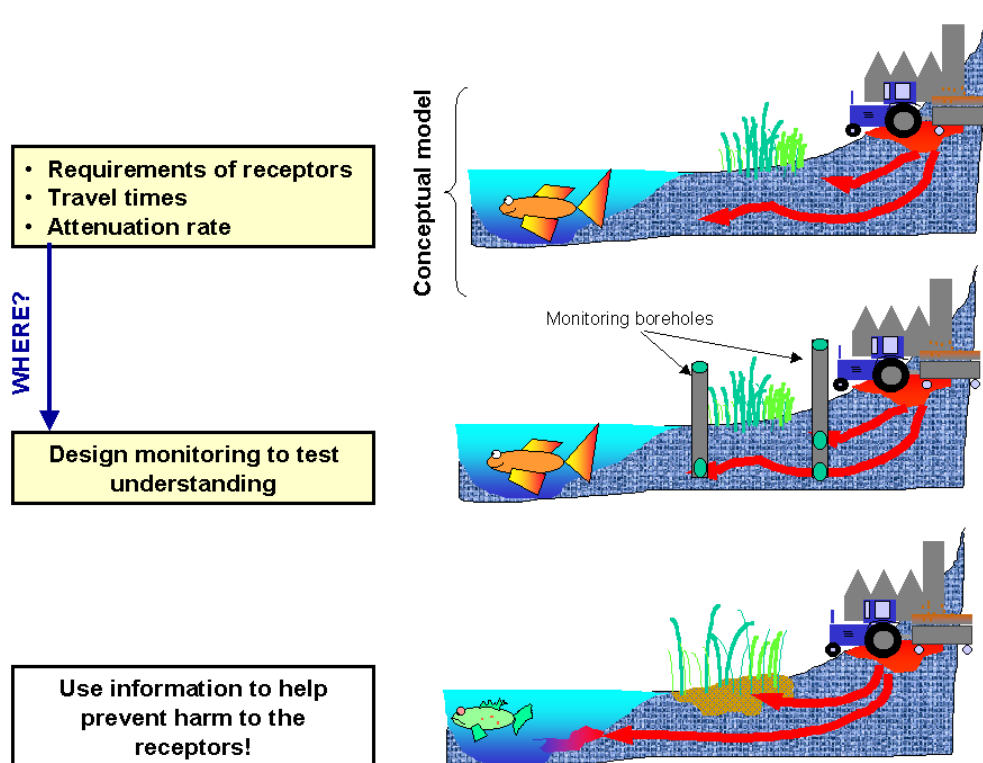 Conceptual model
• Requirements of receptors
• Travel times
• Attenuation rate
WHERE?
Monitoring boreholes
Design monitoring to test
understanding
Use information to help
prevent harm to the
receptors!